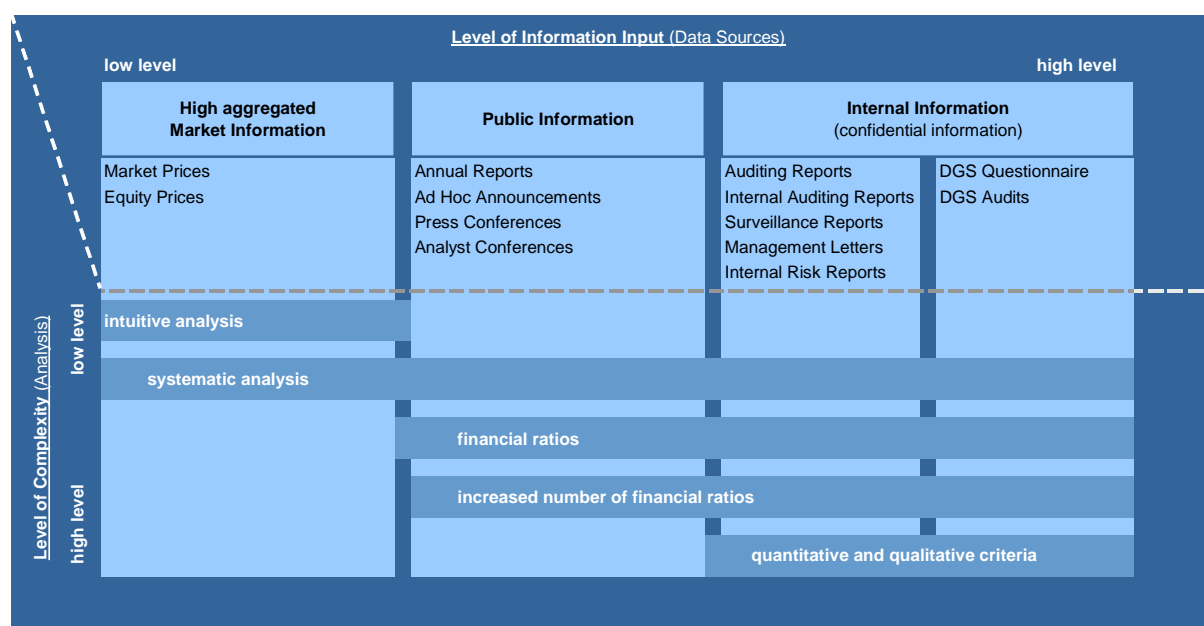 Level of Information Input (Data Sources)
low level
high level
High aggregated
Market Information
Public Information
Internal Information
(confidential information)
Market Prices
Equity Prices
Annual Reports
Ad Hoc Announcements
Press Conferences
Analyst Conferences
Auditing Reports
Internal Auditing Reports
Surveillance Reports
Management Letters
Internal Risk Reports
DGS Questionnaire
DGS Audits
Level of Complexity (Analysis)
low level
high level
intuitive analysis
systematic analysis
financial ratios
increased number of financial ratios
quantitative and qualitative criteria